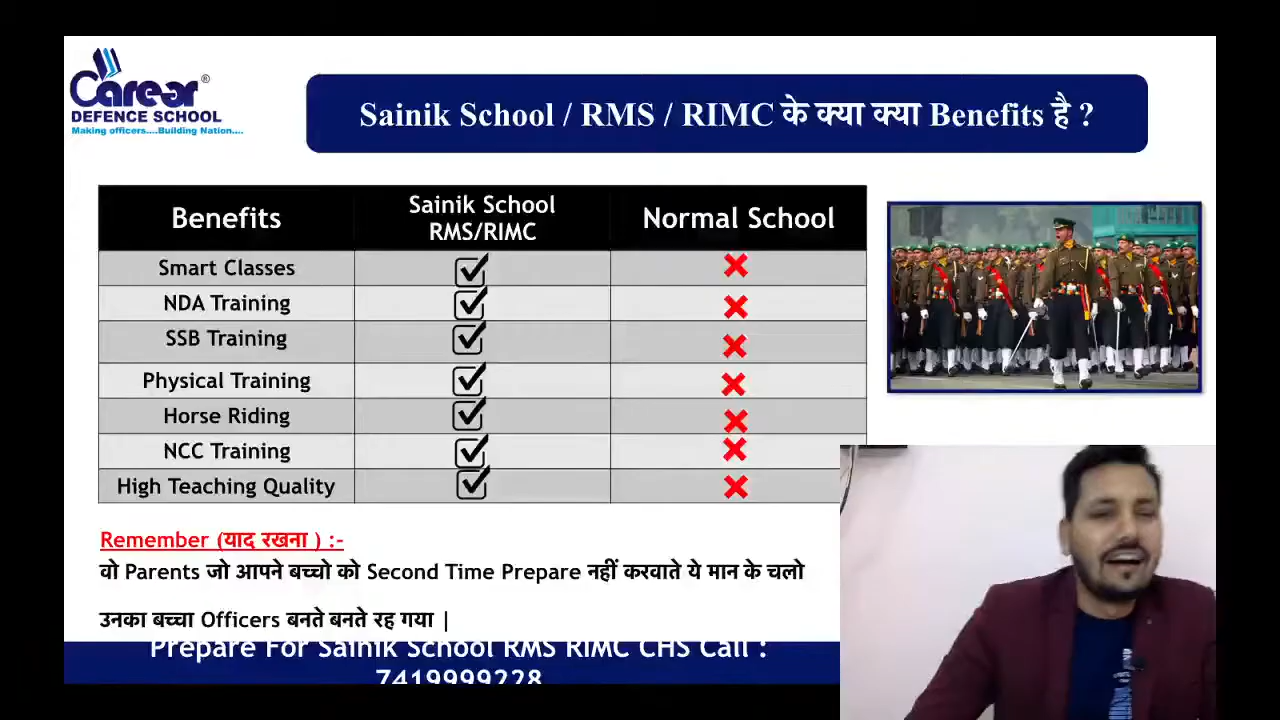 Carear®
DEFENCE SCHOOL
Making officers....Building Nation....
Sainik School / RMS / RIMC के क्या क्या Benefits है ?
Benefits
Sainik School
RMS/RIMC
Normal School
Smart Classes
NDA Training
SSB Training
Physical Training
Horse Riding
NCC Training
High Teaching Quality
Remember (याद रखना ) :-
वो Parents जो आपने बच्चो को Second Time Prepare नहीं करवाते ये मान के चलो
उनका बच्चा Officers बनते बनते रह गया |
Prepare For Sainik School RMS RIMC CHS Call :
7419999228